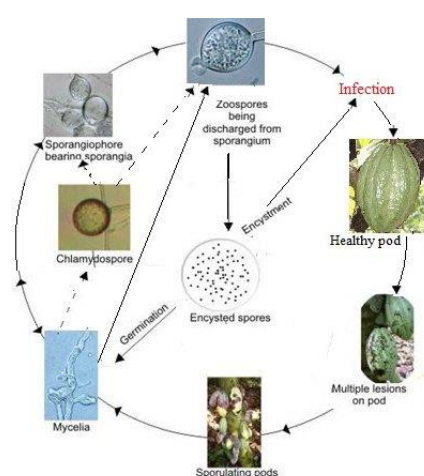 Zoospores
being
discharged from
sporangium
Infection
Sporangiophore
bearing sporangia
Healthy pod
Chlamydospore
Encystment
Encysted spores
Germination
Multiple lesions
on pod
Mycelia
Sporulating pods